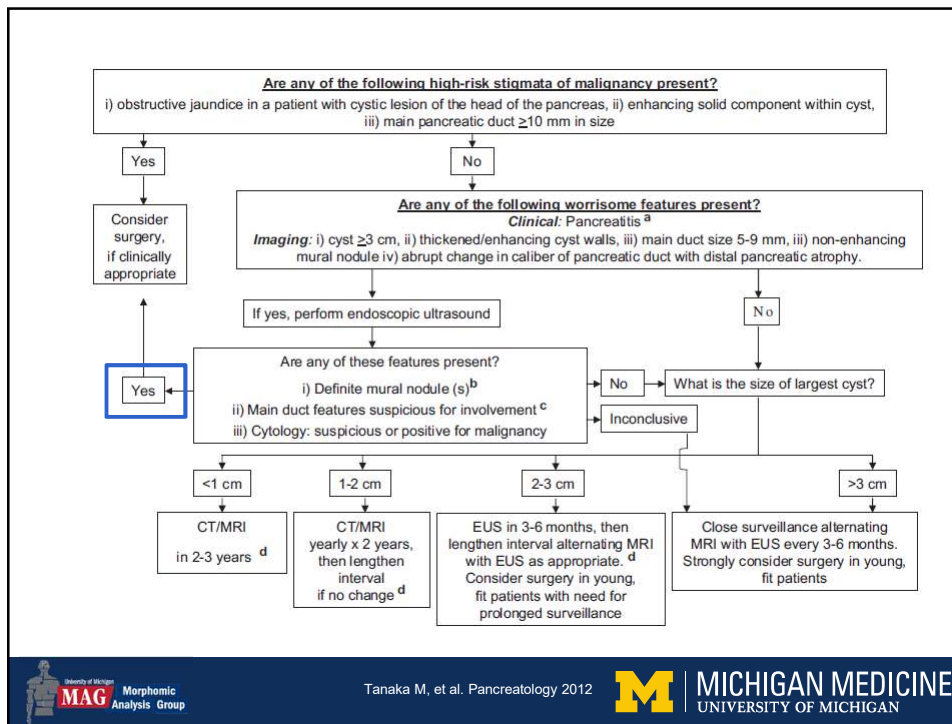 Are any of the following high-risk stigmata of malignancy present?
i) obstructive jaundice in a patient with cystic lesion of the head of the pancreas, ii) enhancing solid component within cyst,
iii) main pancreatic duct ≥10 mm in size
Yes
No
Consider
surgery,
if clinically
appropriate
Are any of the following worrisome features present?
Clinical: Pancreatitis a
Imaging: i) cyst ≥3 cm, ii) thickened/enhancing cyst walls, iii) main duct size 5-9 mm, iii) non-enhancing
mural nodule iv) abrupt change in caliber of pancreatic duct with distal pancreatic atrophy.
If yes, perform endoscopic ultrasound
No
Are any of these features present?
i) Definite mural nodule (s) b
ii) Main duct features suspicious for involvement c
iii) Cytology: suspicious or positive for malignancy
Yes
No
What is the size of largest cyst?
Inconclusive
<1 cm
1-2 cm
2-3 cm
>3 cm
CT/MRI
in 2-3 years d
CT/MRI
yearly x 2 years,
then lengthen
interval
if no change d
EUS in 3-6 months, then
lengthen interval alternating MRI
with EUS as appropriate. d
Consider surgery in young,
fit patients with need for
prolonged surveillance
Close surveillance alternating
MRI with EUS every 3-6 months.
Strongly consider surgery in young,
fit patients
University of Michigan
MAG Morphomic
Analysis Group
Tanaka M, et al. Pancreatology 2012
M MICHIGAN MEDICINE
UNIVERSITY OF MICHIGAN